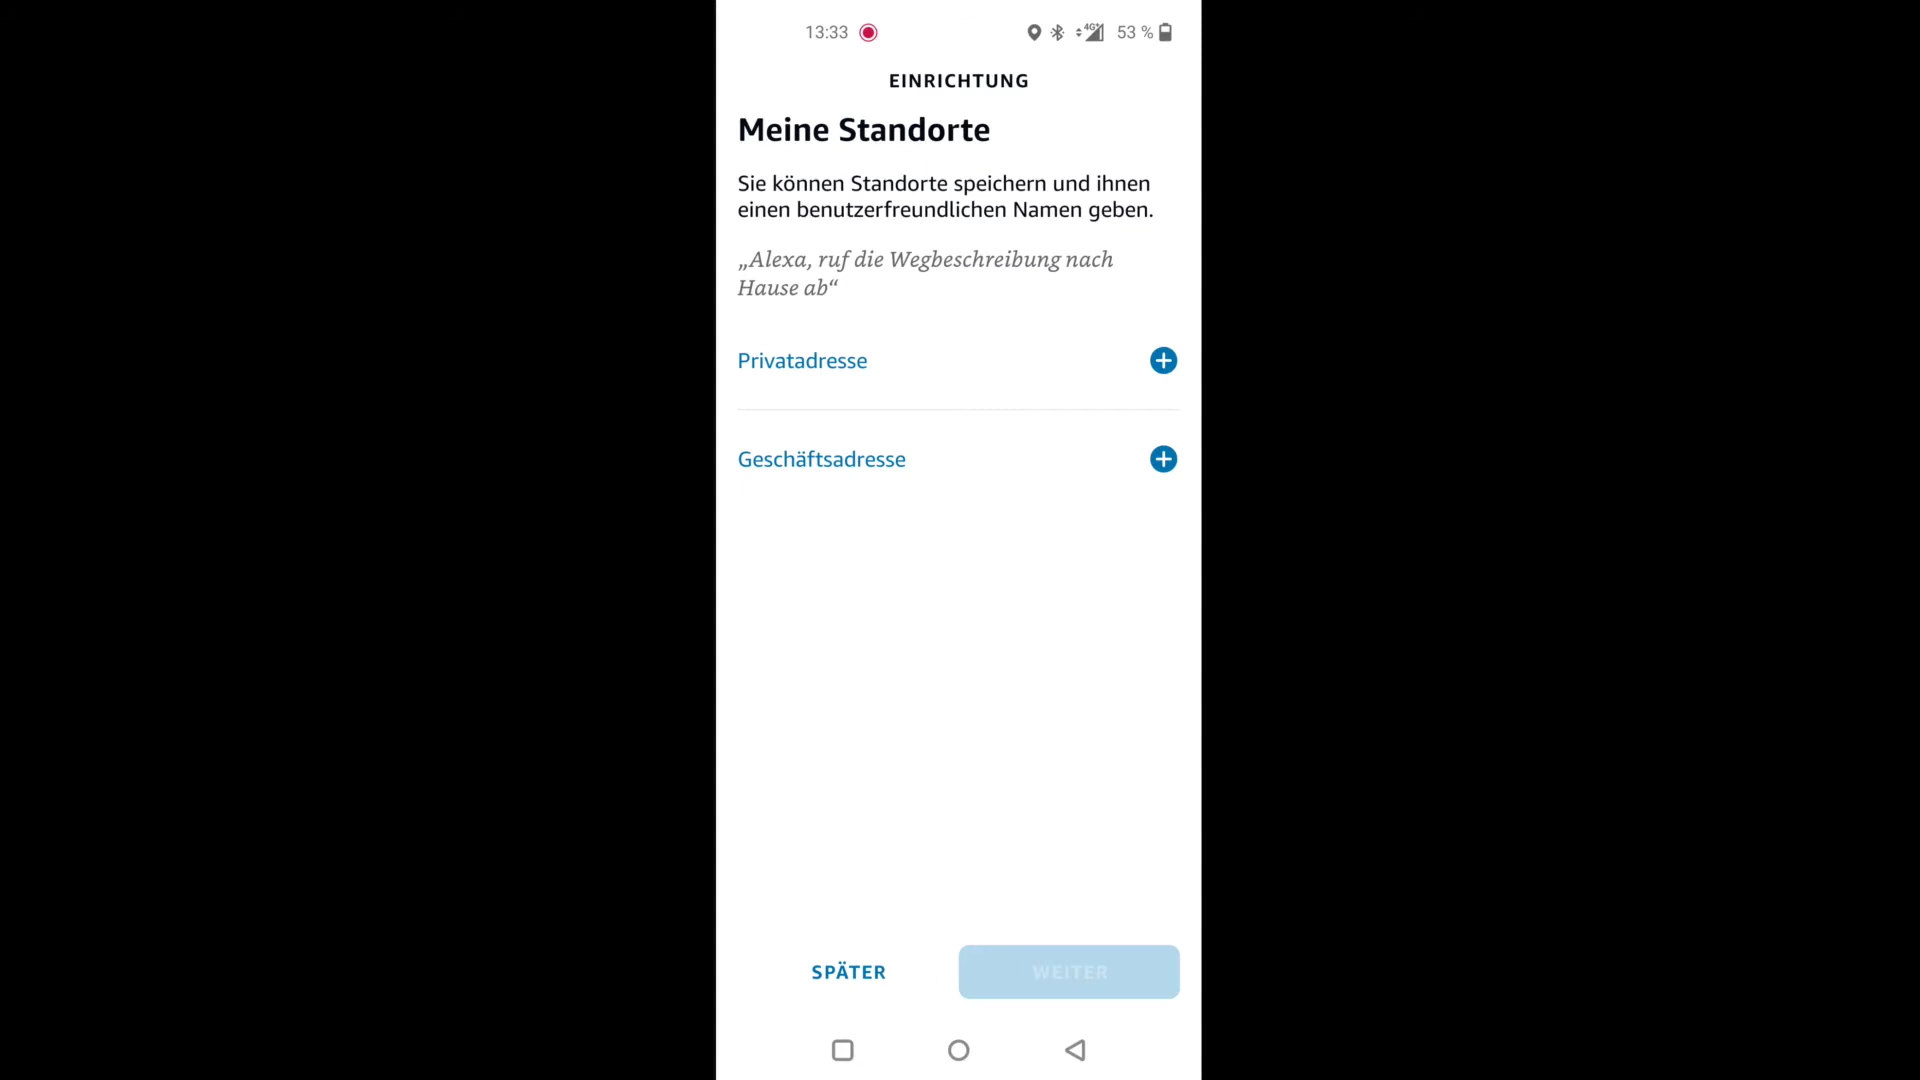 13:33
4G+
53 %
EINRICHTUNG
Meine Standorte
Sie können Standorte speichern und ihnen
einen benutzerfreundlichen Namen geben.
„Alexa, ruf die Wegbeschreibung nach
Hause ab“
Privatadresse
Geschäftsadresse
SPÄTER
WEITER